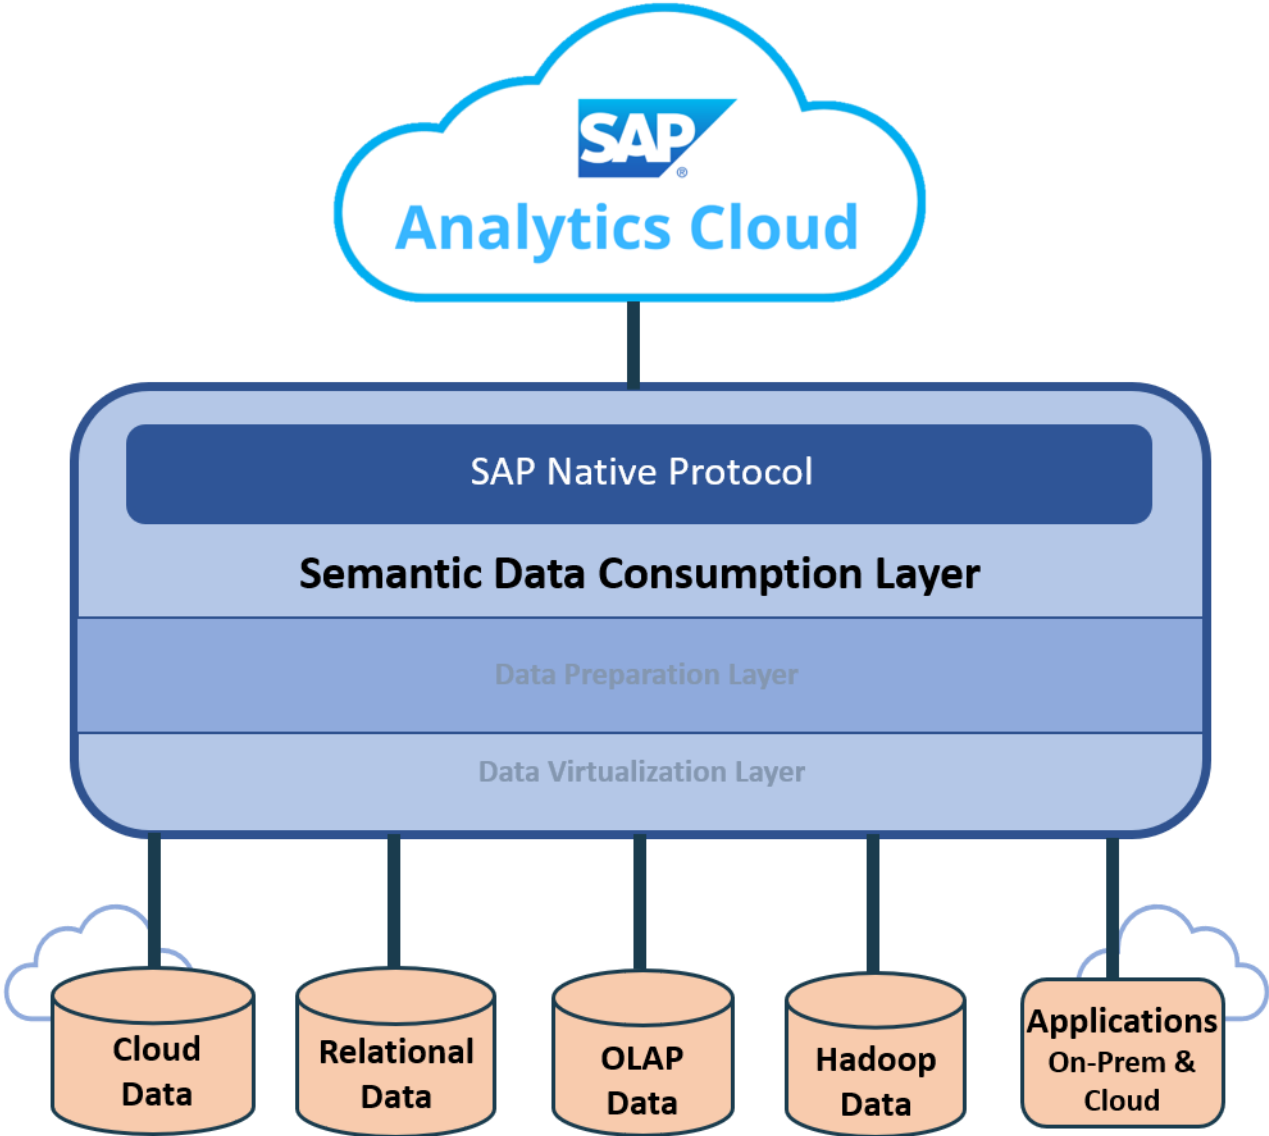 SAP®
Analytics Cloud
SAP Native Protocol
Semantic Data Consumption Layer
Data Preparation Layer
Data Virtualization Layer
Cloud
Data
Relational
Data
OLAP
Data
Hadoop
Data
Applications
On-Prem &
Cloud